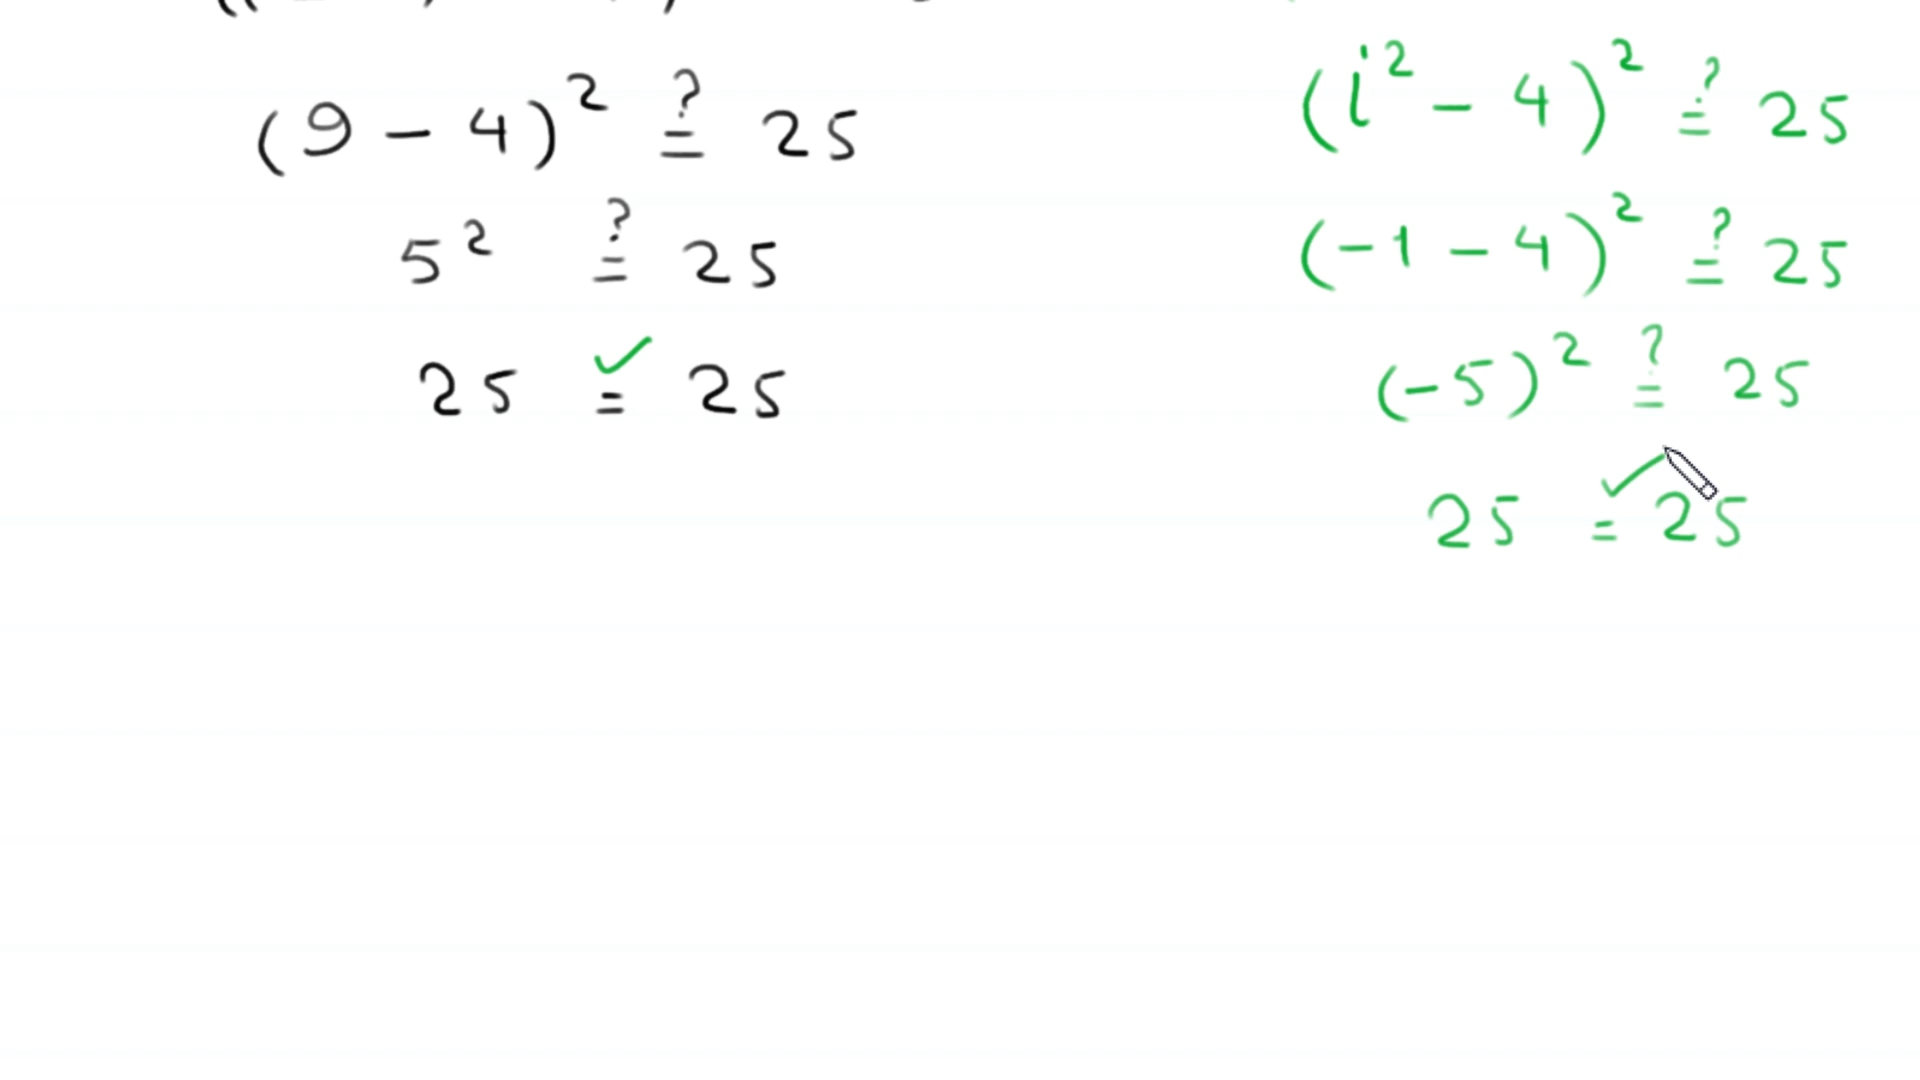 (9 - 4)² ≟ 25
5² ≟ 25
25 = 25
(i² - 4)² ≟ 25
(-1 - 4)² ≟ 25
(-5)² ≟ 25
25 = 25